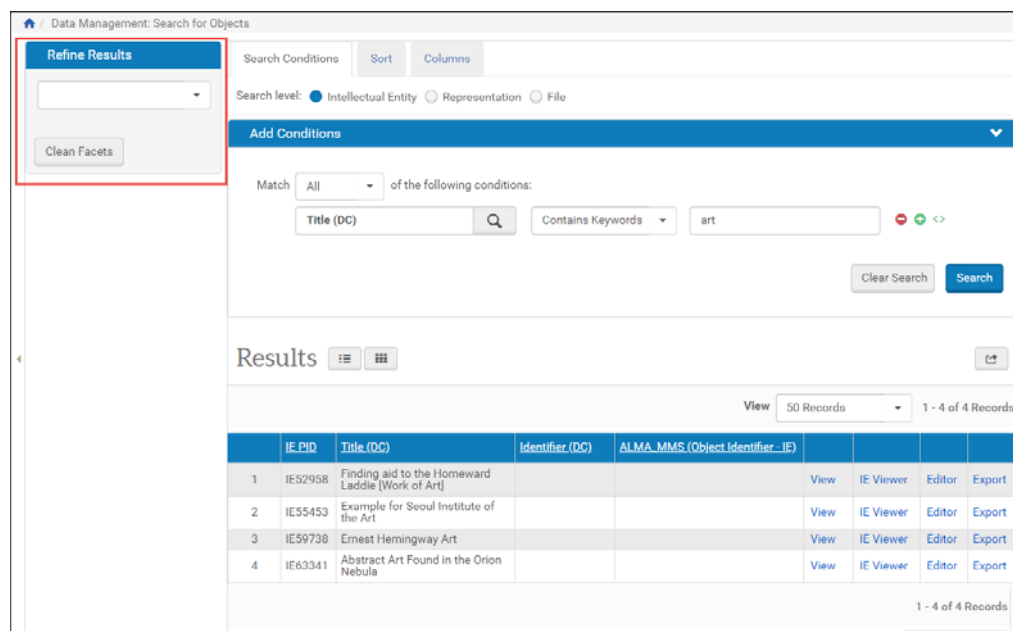 / Data Management: Search for Objects
Refine Results
Clean Facets
Search Conditions Sort Columns
Search level: Intellectual Entity Representation File
Add Conditions
Match All of the following conditions:
Title (DC) Contains Keywords art
Clear Search Search
Results
View 50 Records 1 - 4 of 4 Records
IE PID Title (DC) Identifier (DC) ALMA_MMS (Object Identifier - IE)
1 IE52958 Finding aid to the Homeward Laddie [Work of Art] View IE Viewer Editor Export
2 IE55453 Example for Seoul Institute of the Art View IE Viewer Editor Export
3 IE59738 Ernest Hemingway Art View IE Viewer Editor Export
4 IE63341 Abstract Art Found in the Orion Nebula View IE Viewer Editor Export
1 - 4 of 4 Records